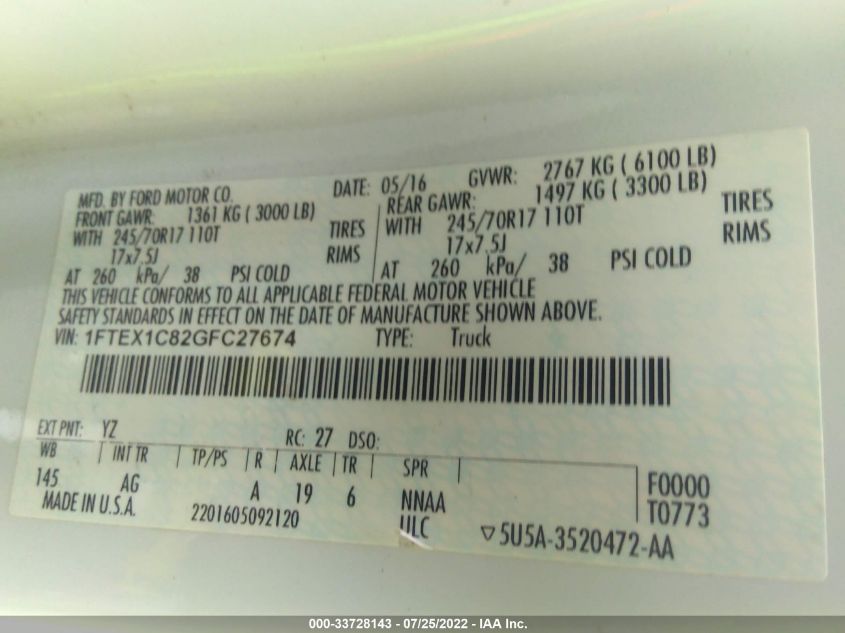 MFD. BY FORD MOTOR CO. DATE: 05/16 GVWR: 2767 KG ( 6100 LB)
FRONT GAWR: 1361 KG ( 3000 LB) REAR GAWR: 1497 KG ( 3300 LB)
WITH 245/70R17 110T TIRES WITH 245/70R17 110T TIRES
17x7.5J RIMS 17x7.5J RIMS
AT 260 kPa/ 38 PSI COLD AT 260 kPa/ 38 PSI COLD
THIS VEHICLE CONFORMS TO ALL APPLICABLE FEDERAL MOTOR VEHICLE
SAFETY STANDARDS IN EFFECT ON THE DATE OF MANUFACTURE SHOWN ABOVE.
VIN: 1FTEX1C82GFC27674 TYPE: Truck
EXT PNT: YZ RC: 27 DSO:
WB INT TR TP/PS R AXLE TR SPR
145 AG A 19 6 NNAA F0000
MADE IN U.S.A. 2201605092120 ULC T0773
5U5A-3520472-AA
000-33728143 - 07/25/2022 - IAA Inc.